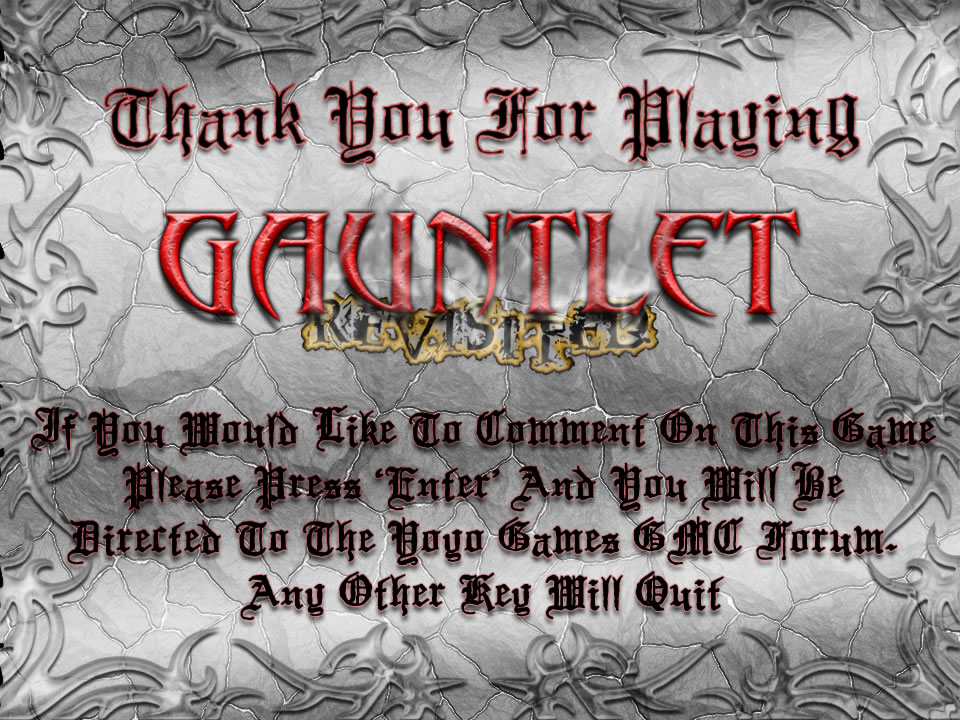 Thank You For Playing
GAUNTLET
REVISITED
If You Would Like To Comment On This Game
Please Press ‘Enter’ And You Will Be
Directed To The Yoyo Games GMC Forum.
Any Other Key Will Quit